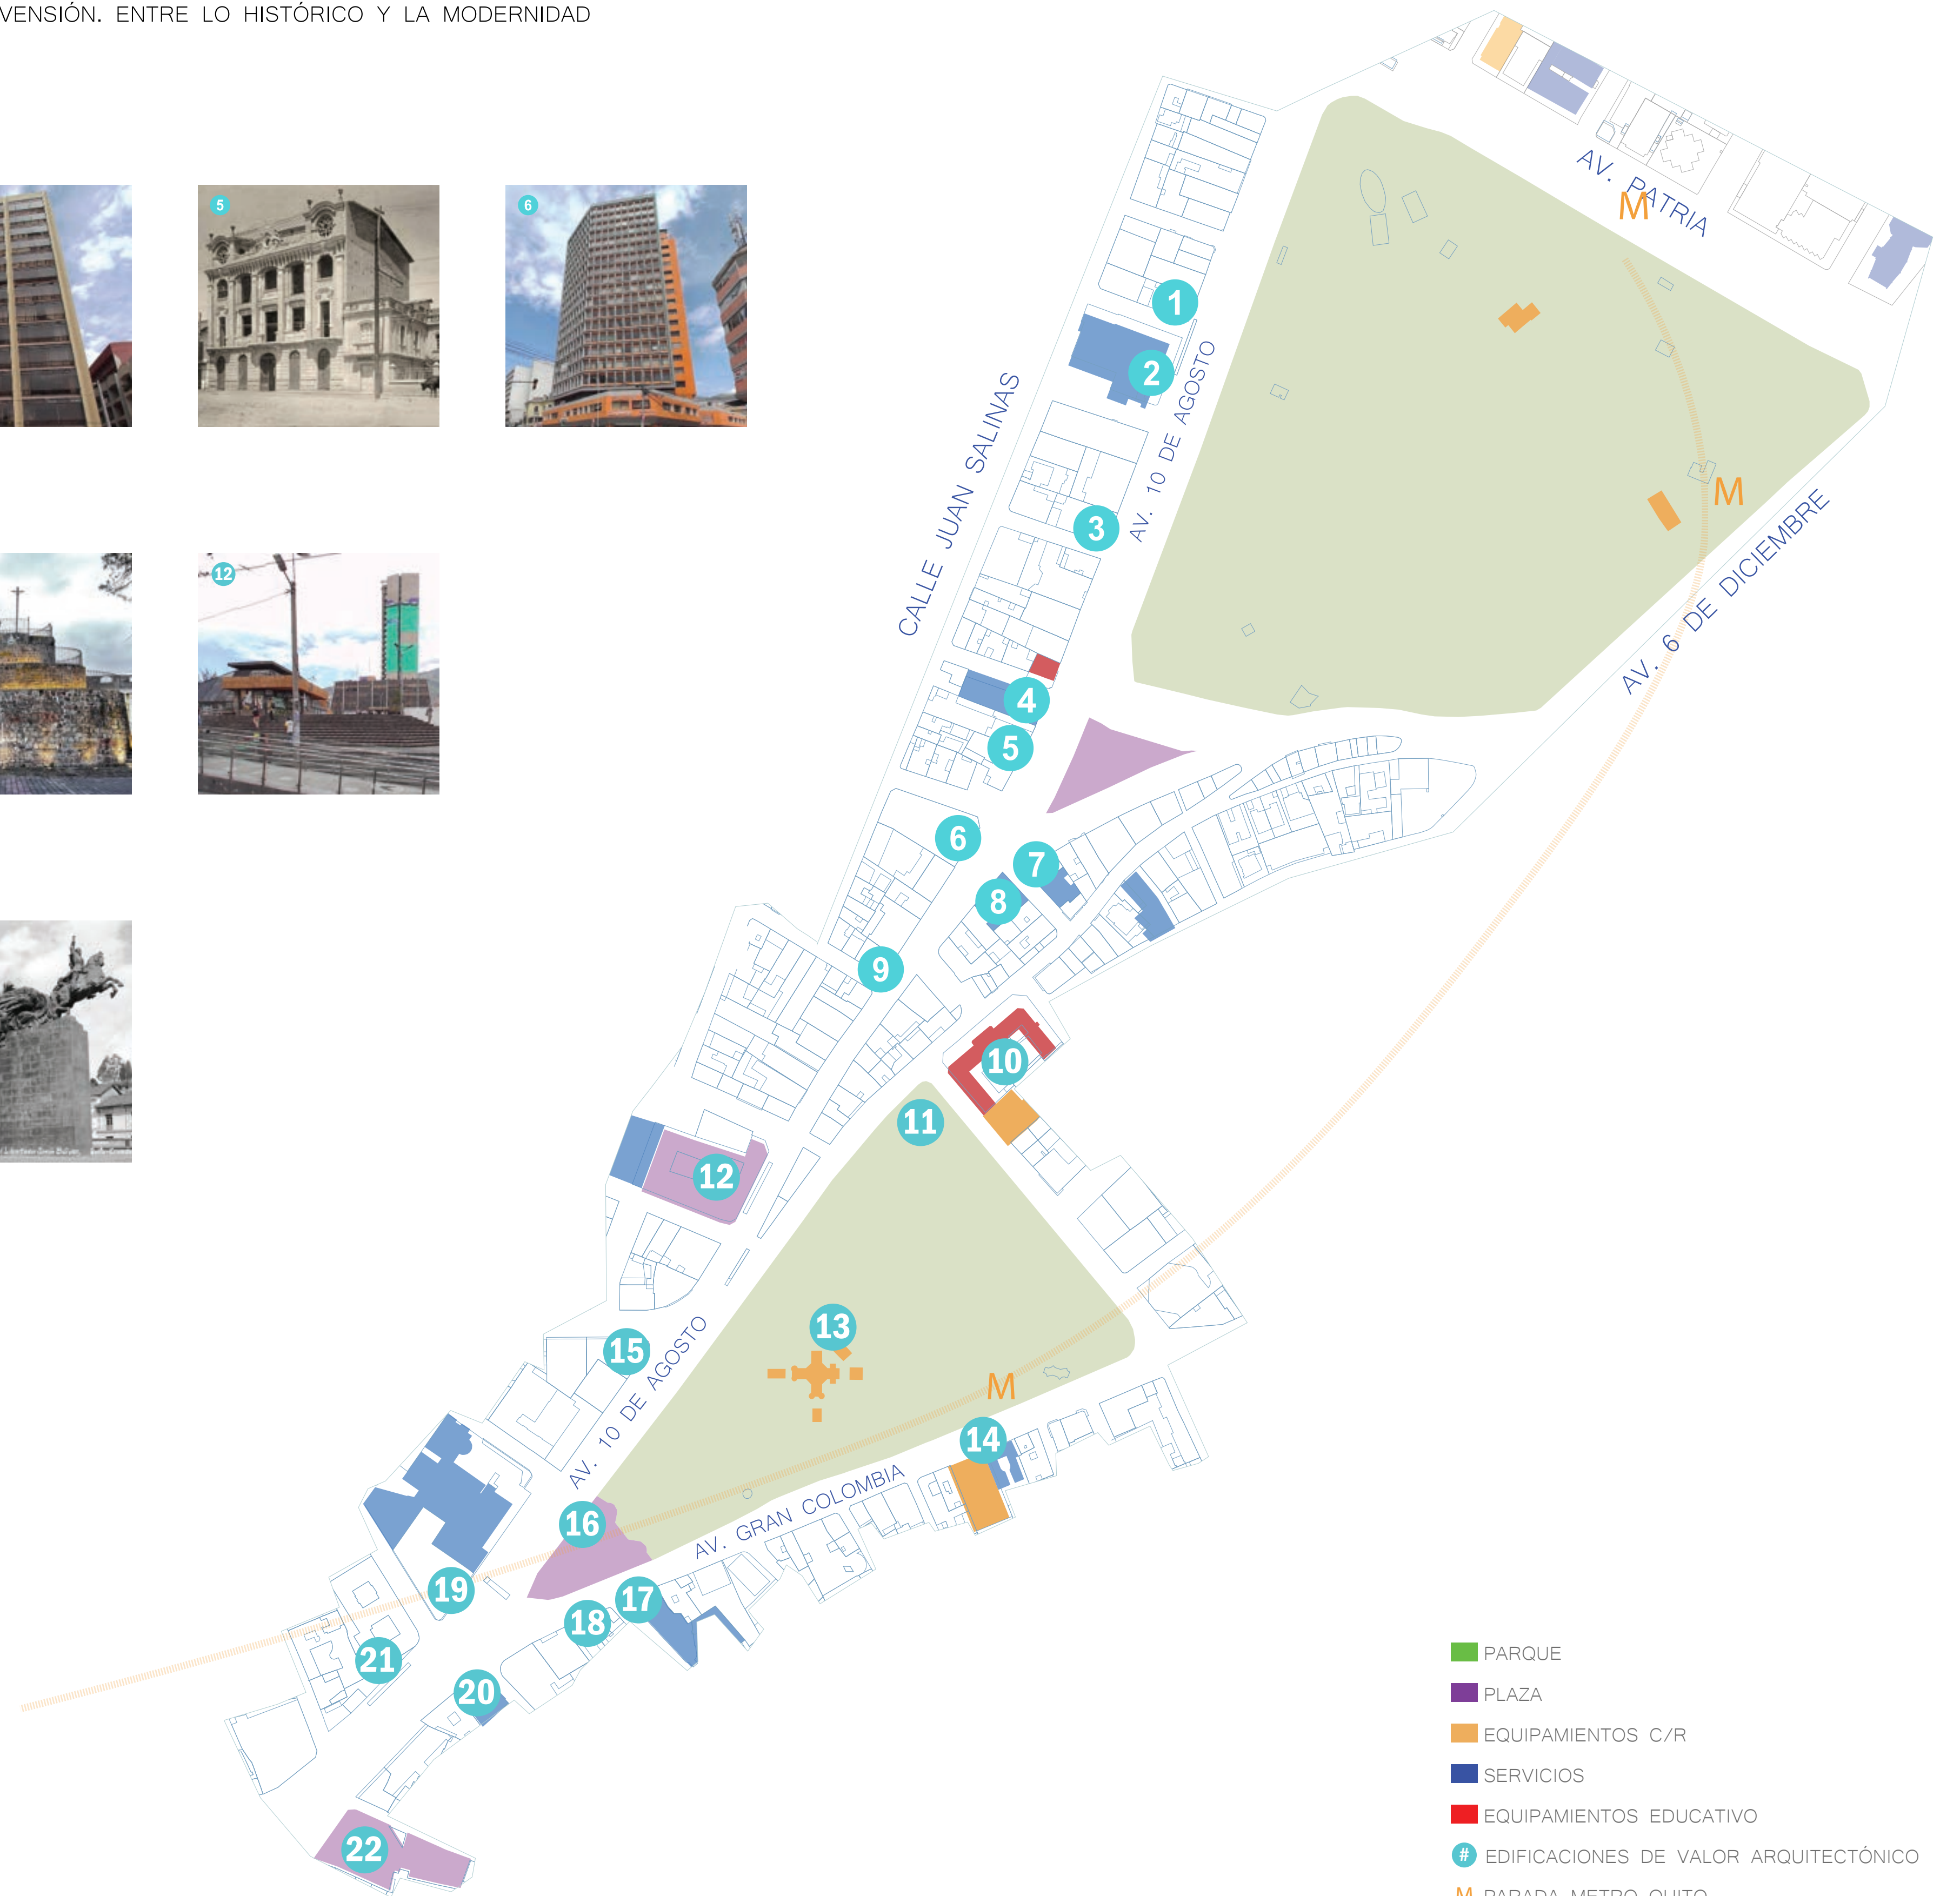 VENSIÓN. ENTRE LO HISTÓRICO Y LA MODERNIDAD
5
6
12
AV. PATRIA
M
M
AV. 6 DE DICIEMBRE
CALLE JUAN SALINAS
AV. 10 DE AGOSTO
1
2
3
4
5
6
7
8
9
10
11
12
13
M
14
15
AV. 10 DE AGOSTO
AV. GRAN COLOMBIA
16
17
18
19
20
21
22
PARQUE
PLAZA
EQUIPAMIENTOS C/R
SERVICIOS
EQUIPAMIENTOS EDUCATIVO
# EDIFICACIONES DE VALOR ARQUITECTÓNICO
M PARADA METRO QUITO